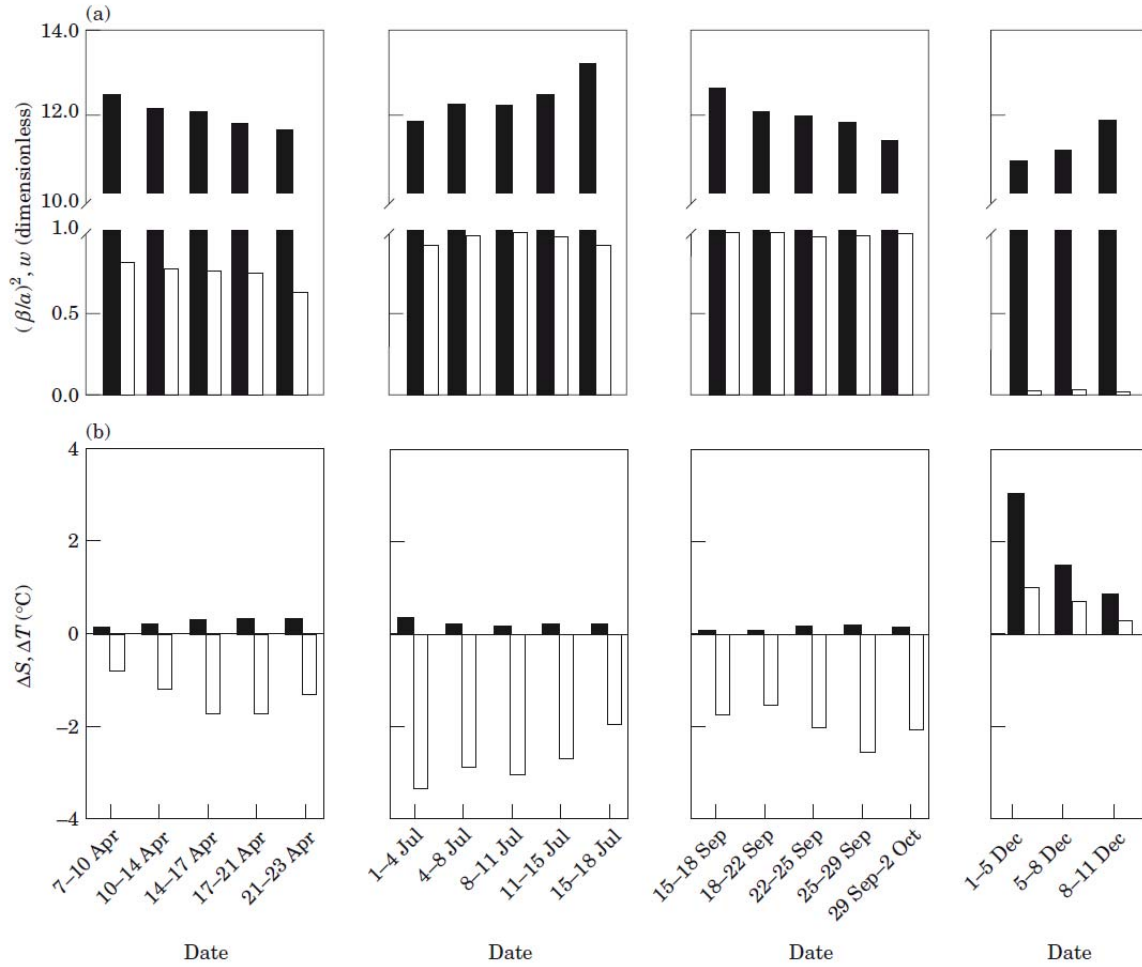 (a)
14.0
12.0
10.0
1.0
0.5
0.0
(β/a)², w (dimensionless)
(b)
4
2
0
−2
−4
ΔS, ΔT (°C)
7–10 Apr
10–14 Apr
14–17 Apr
17–21 Apr
21–23 Apr
1–4 Jul
4–8 Jul
8–11 Jul
11–15 Jul
15–18 Jul
15–18 Sep
18–22 Sep
22–25 Sep
25–29 Sep
29 Sep–2 Oct
1–5 Dec
5–8 Dec
8–11 Dec
Date
Date
Date
Date